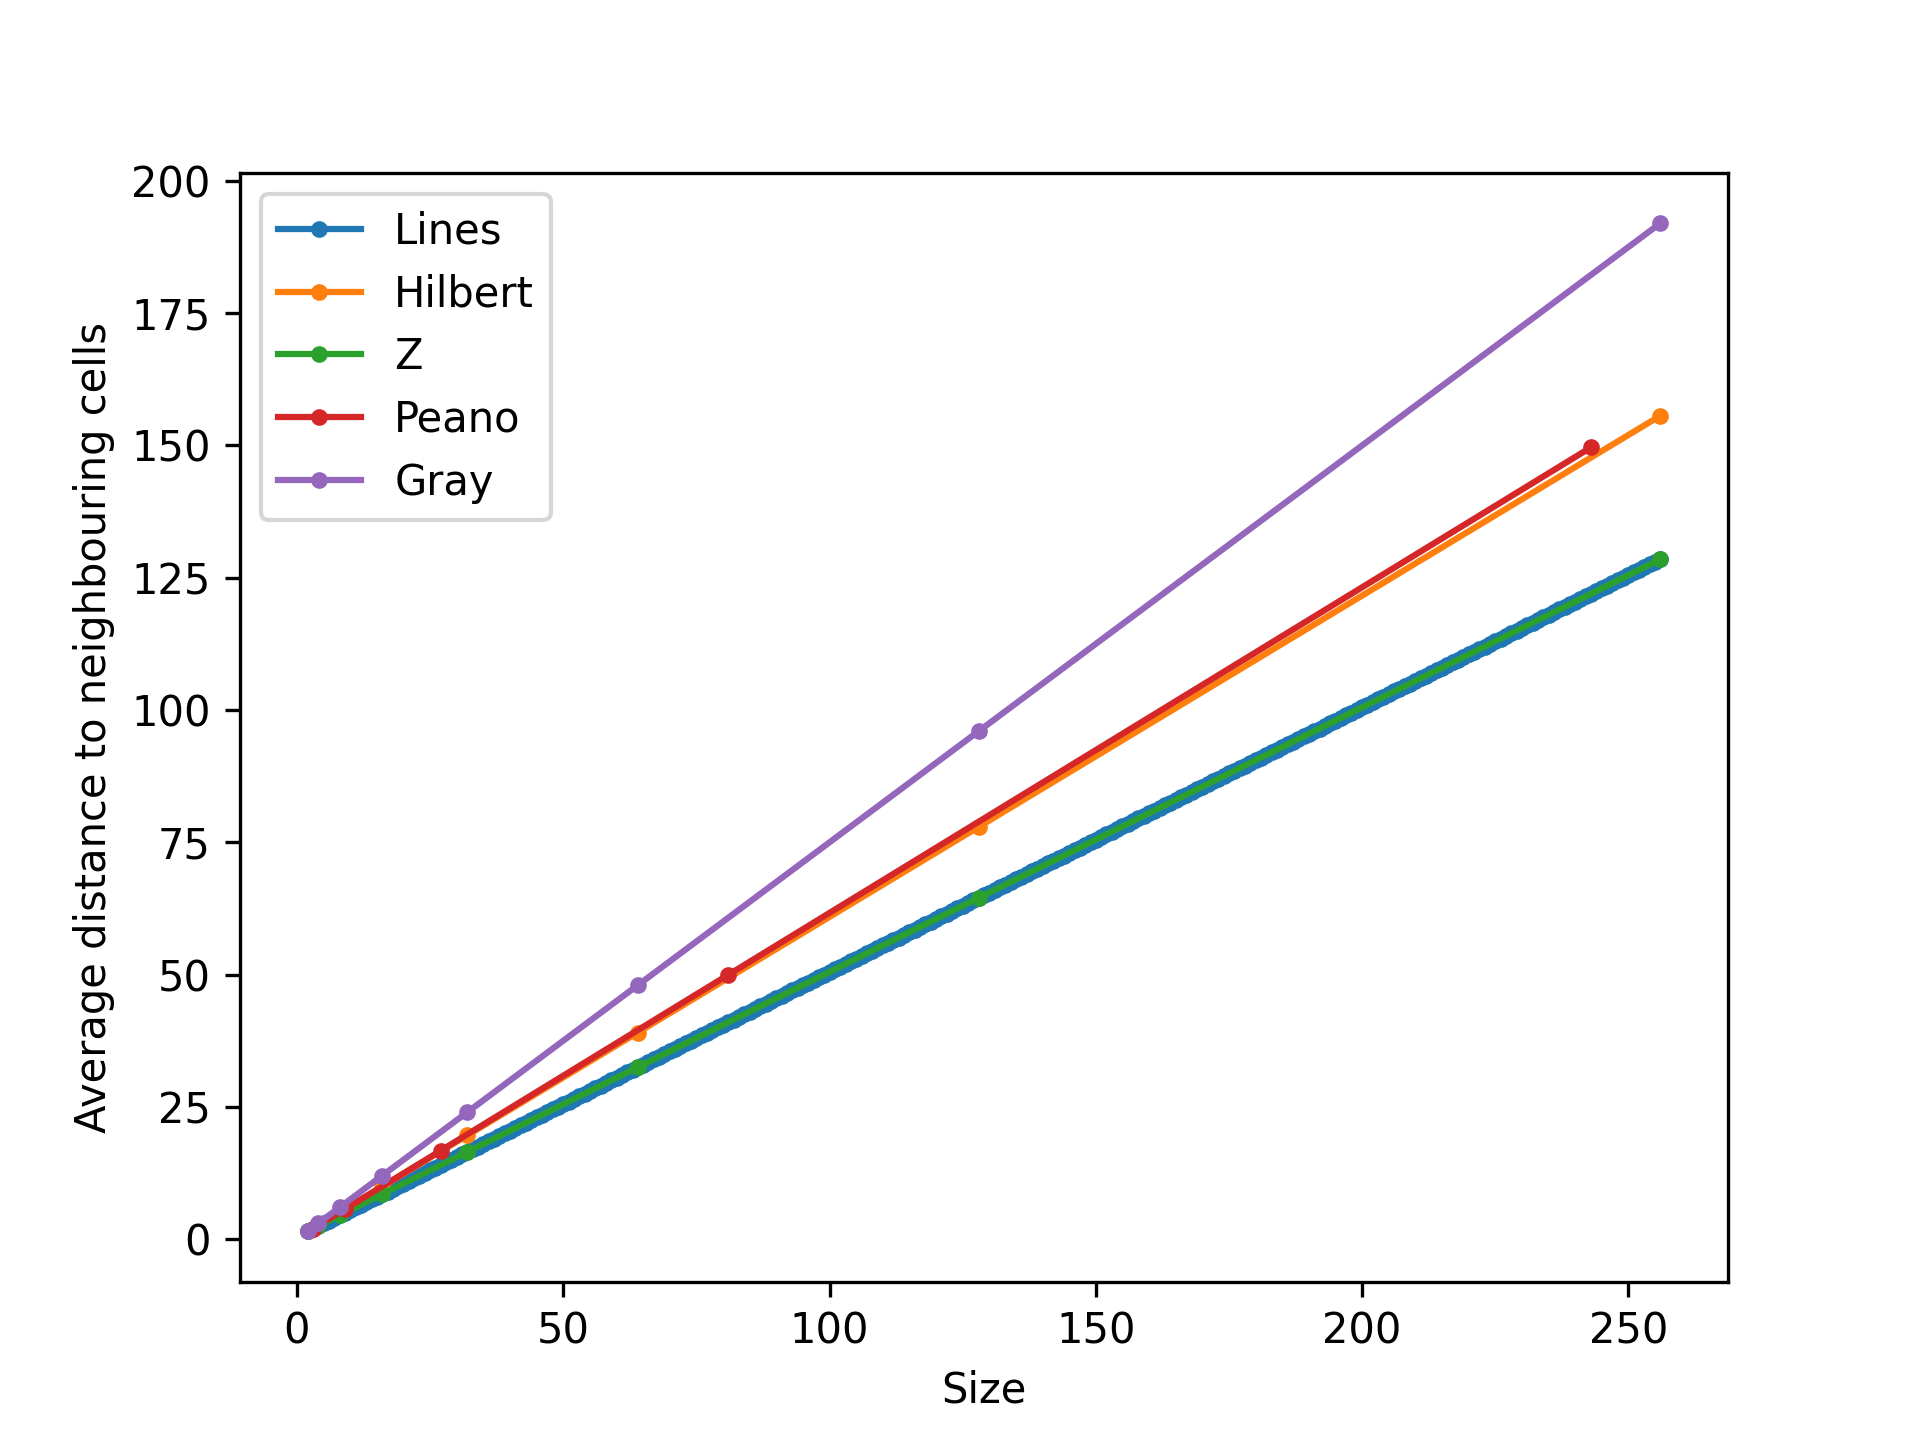 200
175
150
125
100
75
50
25
0
Average distance to neighbouring cells
Lines
Hilbert
Z
Peano
Gray
0 50 100 150 200 250
Size